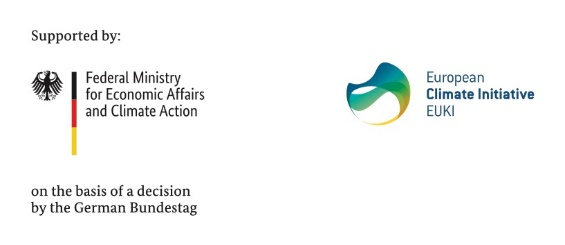 Supported by:
Federal Ministry
for Economic Affairs
and Climate Action
European
Climate Initiative
EUKI
on the basis of a decision
by the German Bundestag